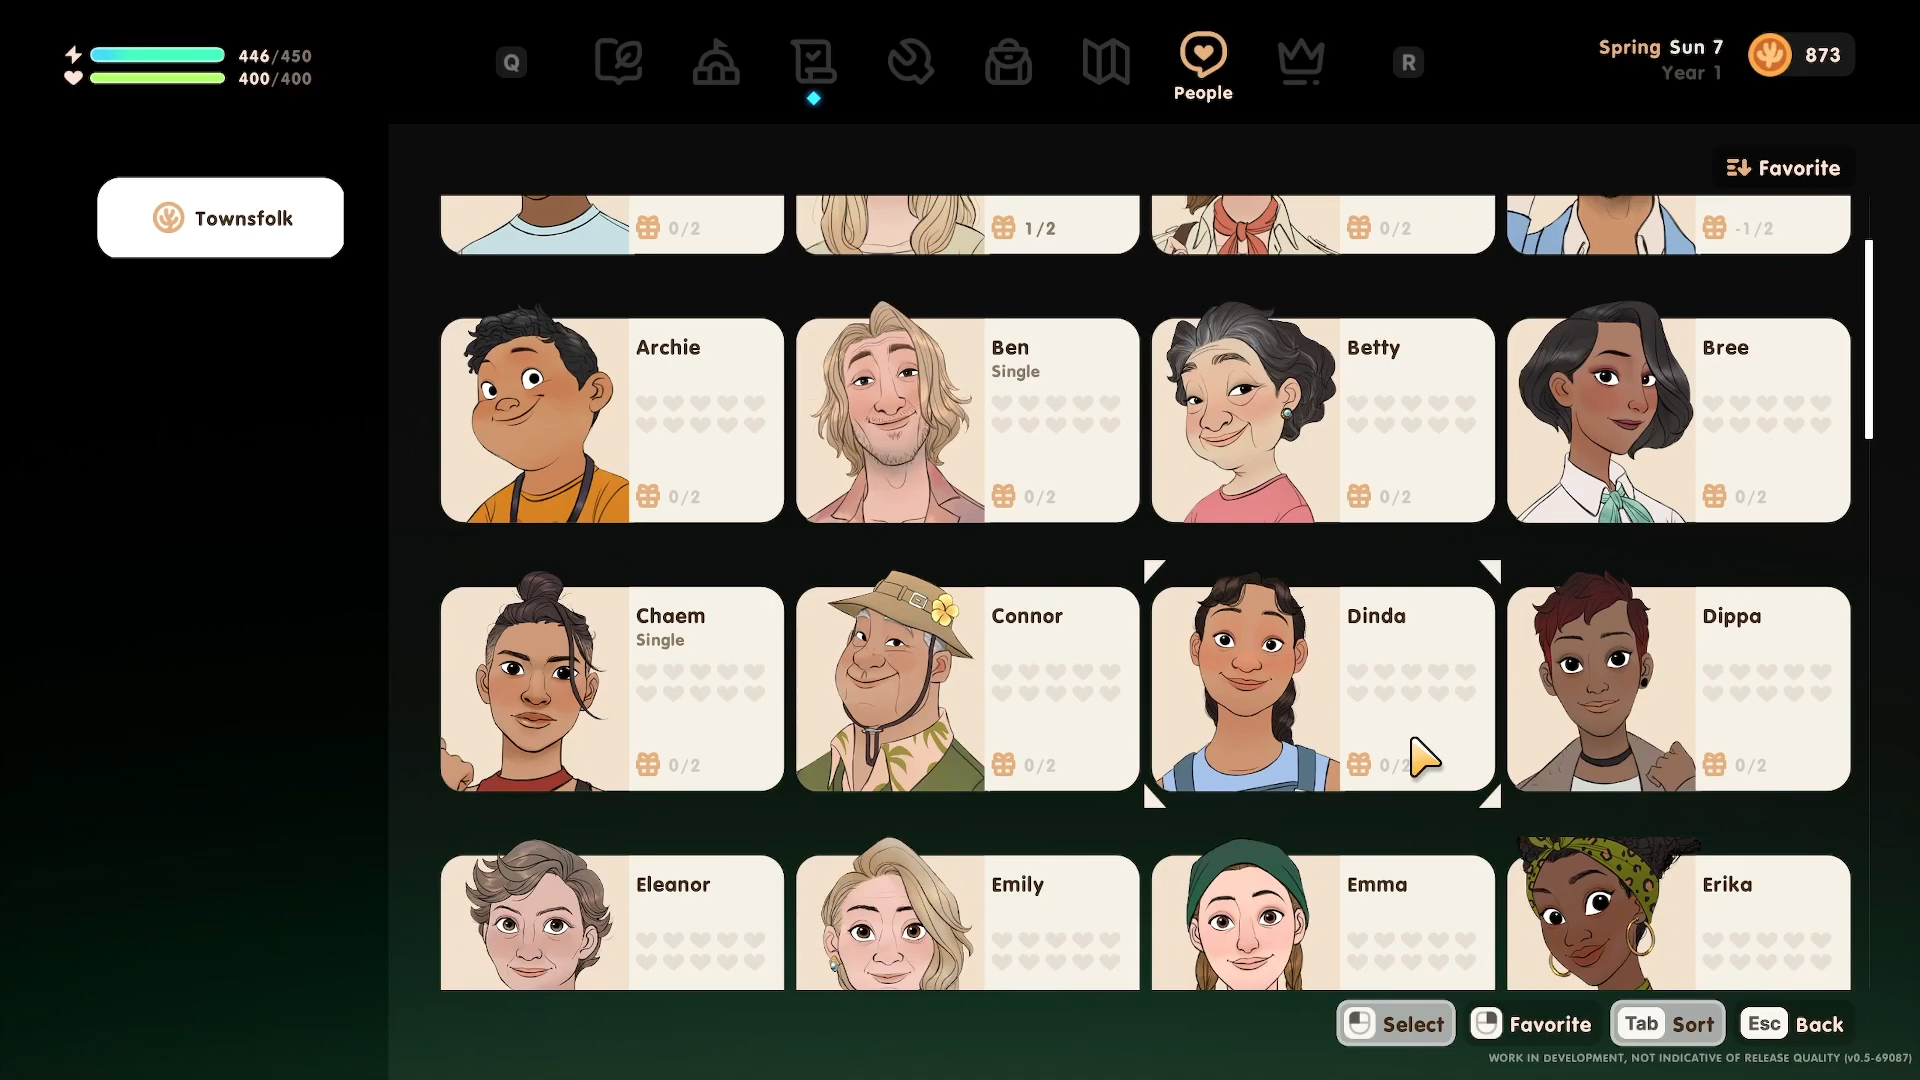 446/450
400/400
Q
People
R
Spring Sun 7
Year 1
873
Townsfolk
Favorite
0/2
1/2
0/2
-1/2
Archie
0/2
Ben
Single
0/2
Betty
0/2
Bree
0/2
Chaem
Single
0/2
Connor
0/2
Dinda
0/2
Dippa
0/2
Eleanor
Emily
Emma
Erika
Select
Favorite
Tab Sort
Esc Back
WORK IN DEVELOPMENT, NOT INDICATIVE OF RELEASE QUALITY (v0.5-69087)